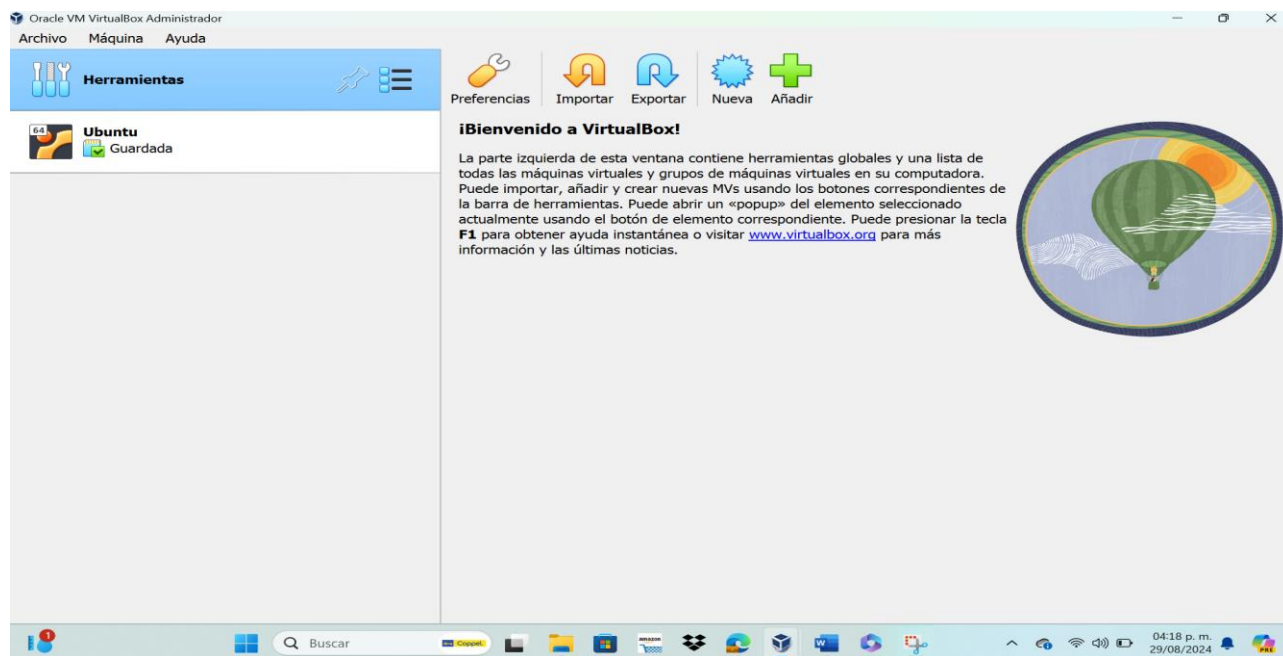 Oracle VM VirtualBox Administrador
Archivo Máquina Ayuda
Herramientas
Preferencias Importar Exportar Nueva Añadir
64
Ubuntu
Guardada
¡Bienvenido a VirtualBox!
La parte izquierda de esta ventana contiene herramientas globales y una lista de
todas las máquinas virtuales y grupos de máquinas virtuales en su computadora.
Puede importar, añadir y crear nuevas MVs usando los botones correspondientes de
la barra de herramientas. Puede abrir un «popup» del elemento seleccionado
actualmente usando el botón de elemento correspondiente. Puede presionar la tecla
F1 para obtener ayuda instantánea o visitar www.virtualbox.org para más
información y las últimas noticias.
1
Buscar
Coppel
amazon
W
PRE
04:18 p. m.
29/08/2024